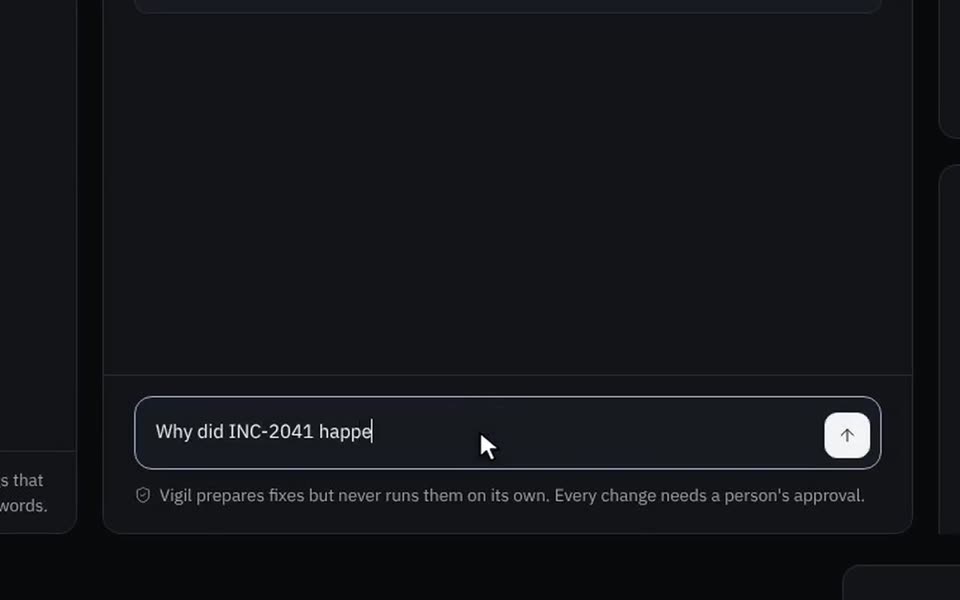 Why did INC-2041 happe
s that
words.
Vigil prepares fixes but never runs them on its own. Every change needs a person's approval.